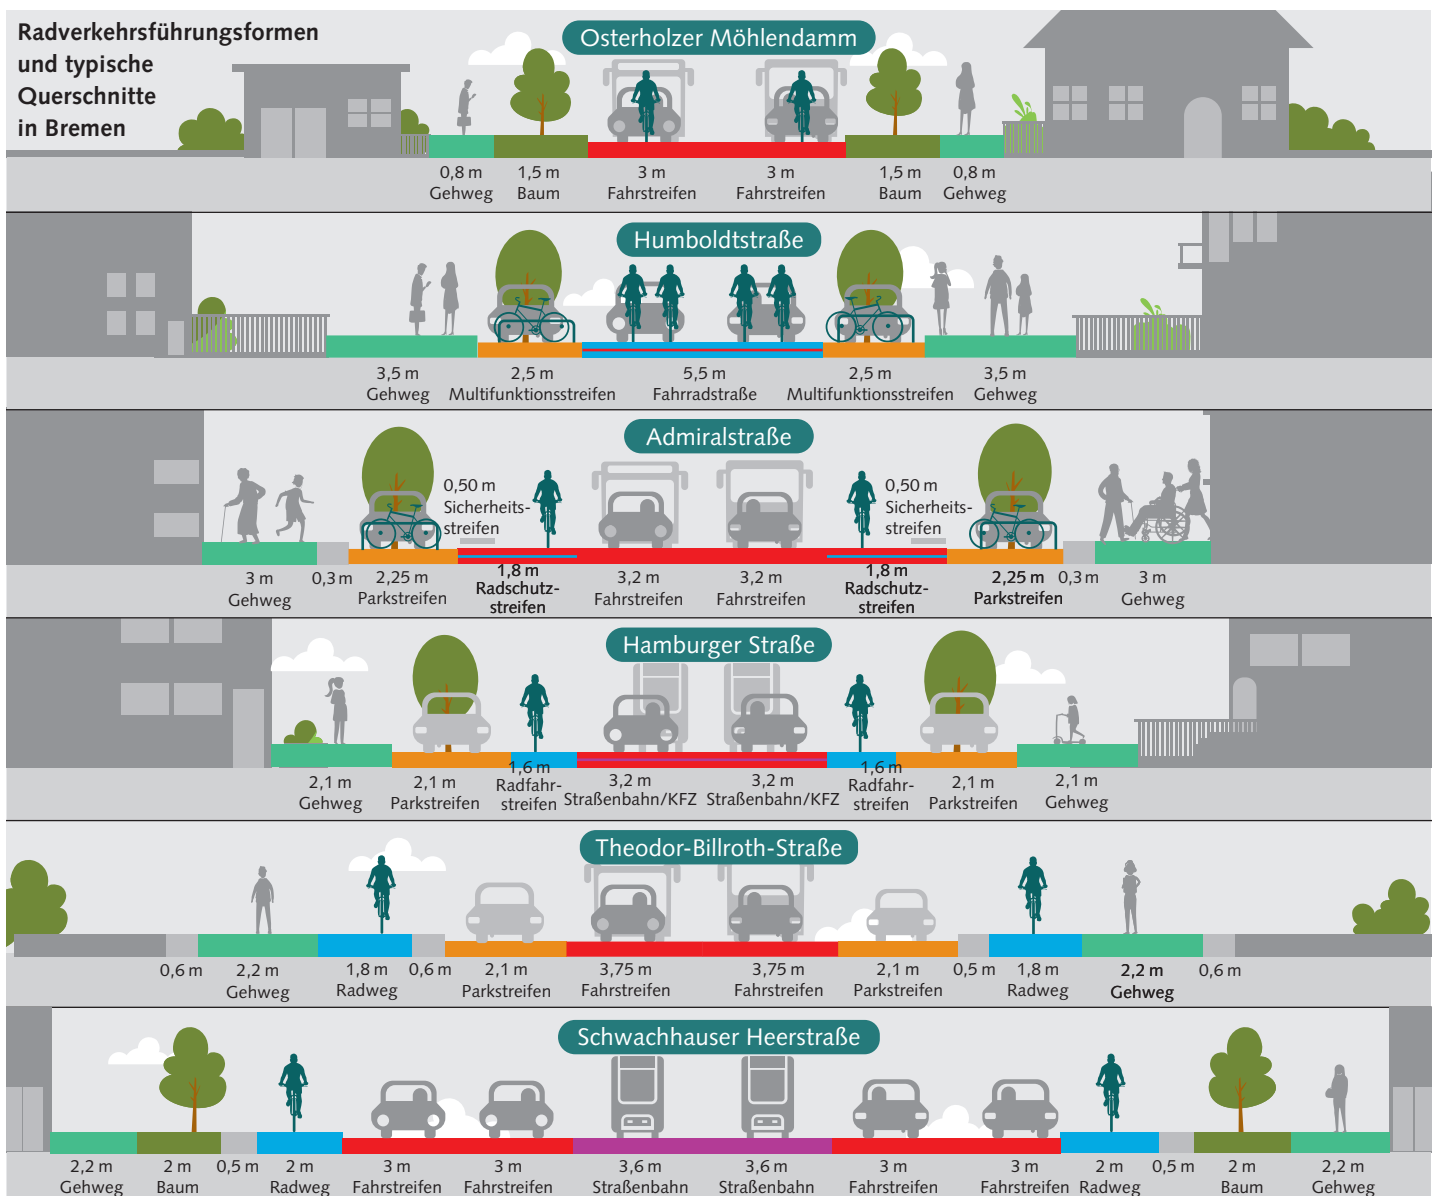 Radverkehrsführungsformen
und typische
Querschnitte
in Bremen
Osterholzer Möhlendamm
0,8 m 1,5 m 3 m 3 m 1,5 m 0,8 m
Gehweg Baum Fahrstreifen Fahrstreifen Baum Gehweg
Humboldtstraße
3,5 m 2,5 m 5,5 m 2,5 m 3,5 m
Gehweg Multifunktionsstreifen Fahrradstraße Multifunktionsstreifen Gehweg
Admiralstraße
0,50 m 0,50 m
Sicherheits- Sicherheits-
streifen streifen
3 m 0,3 m 2,25 m 1,8 m 3,2 m 3,2 m 1,8 m 2,25 m 0,3 m 3 m
Gehweg Parkstreifen Radschutz- Fahrstreifen Fahrstreifen Radschutz- Parkstreifen Gehweg
streifen streifen
Hamburger Straße
2,1 m 2,1 m 1,6 m 3,2 m 3,2 m 1,6 m 2,1 m 2,1 m
Gehweg Parkstreifen Radfahr- Straßenbahn/KFZ Straßenbahn/KFZ Radfahr- Parkstreifen Gehweg
streifen streifen
Theodor-Billroth-Straße
0,6 m 2,2 m 1,8 m 0,6 m 2,1 m 3,75 m 3,75 m 2,1 m 0,5 m 1,8 m 2,2 m 0,6 m
Gehweg Radweg Parkstreifen Fahrstreifen Fahrstreifen Parkstreifen Radweg Gehweg
Schwachhauser Heerstraße
2,2 m 2 m 0,5 m 2 m 3 m 3 m 3,6 m 3,6 m 3 m 3 m 2 m 0,5 m 2 m 2,2 m
Gehweg Baum Radweg Fahrstreifen Fahrstreifen Straßenbahn Straßenbahn Fahrstreifen Fahrstreifen Radweg Baum Gehweg